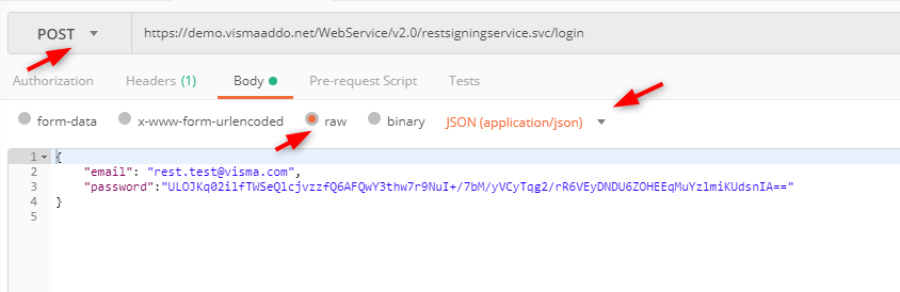 POST https://demo.vismaaddo.net/WebService/v2.0/restsigningservice.svc/login
Authorization Headers (1) Body Pre-request Script Tests
form-data x-www-form-urlencoded raw binary JSON (application/json)
1 {
2 "email": "rest.test@visma.com",
3 "password":"ULOJKq02ilfTWSeQlcjvzzfQ6AFQwY3thw7r9NuI+/7bM/yVCyTqg2/rR6VEyDNDU6ZOHEEqMuYzlmiKUdsnIA=="
4 }
5